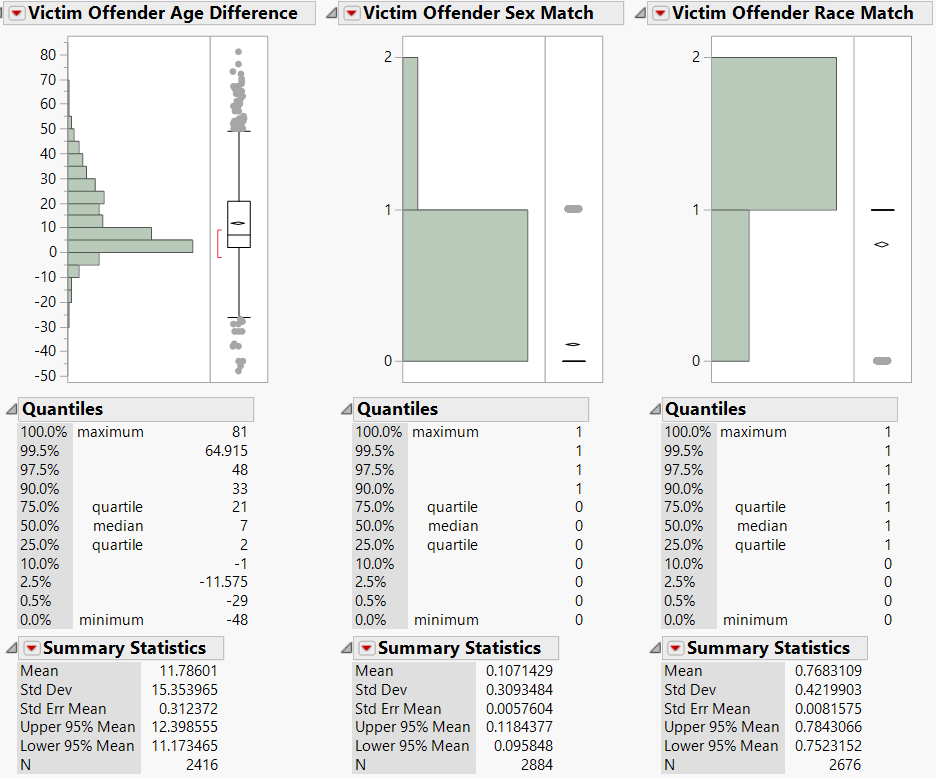 Victim Offender Age Difference
80
70
60
50
40
30
20
10
0
-10
-20
-30
-40
-50
Quantiles
100.0% maximum 81
99.5% 64.915
97.5% 48
90.0% 33
75.0% quartile 21
50.0% median 7
25.0% quartile 2
10.0% -1
2.5% -11.575
0.5% -29
0.0% minimum -48
Summary Statistics
Mean 11.78601
Std Dev 15.353965
Std Err Mean 0.312372
Upper 95% Mean 12.398555
Lower 95% Mean 11.173465
N 2416
Victim Offender Sex Match
2
1
0
Quantiles
100.0% maximum 1
99.5% 1
97.5% 1
90.0% 1
75.0% quartile 0
50.0% median 0
25.0% quartile 0
10.0% 0
2.5% 0
0.5% 0
0.0% minimum 0
Summary Statistics
Mean 0.1071429
Std Dev 0.3093484
Std Err Mean 0.0057604
Upper 95% Mean 0.1184377
Lower 95% Mean 0.095848
N 2884
Victim Offender Race Match
2
1
0
Quantiles
100.0% maximum 1
99.5% 1
97.5% 1
90.0% 1
75.0% quartile 1
50.0% median 1
25.0% quartile 1
10.0% 0
2.5% 0
0.5% 0
0.0% minimum 0
Summary Statistics
Mean 0.7683109
Std Dev 0.4219903
Std Err Mean 0.0081575
Upper 95% Mean 0.7843066
Lower 95% Mean 0.7523152
N 2676